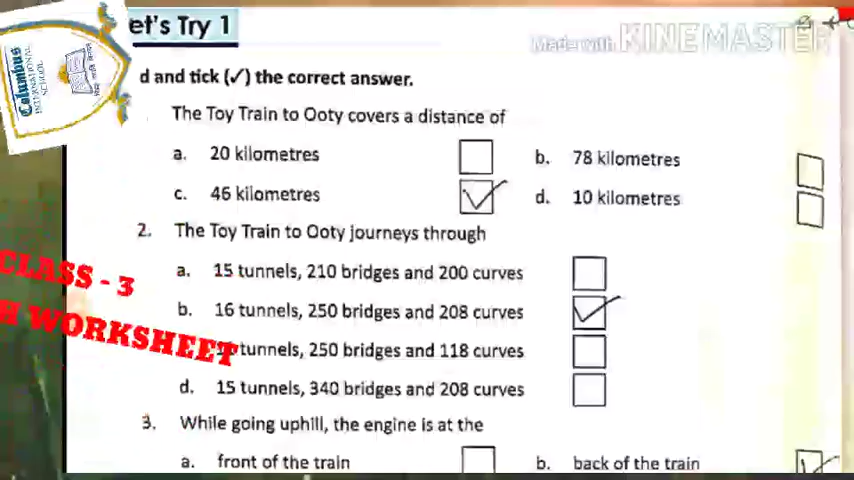 et's Try 1
Made with KINEMASTER
Columbus
INTERNATIONAL
SCHOOL
d and tick (✓) the correct answer.
The Toy Train to Ooty covers a distance of
a. 20 kilometres b. 78 kilometres
c. 46 kilometres ✓ d. 10 kilometres
2. The Toy Train to Ooty journeys through
a. 15 tunnels, 210 bridges and 200 curves
b. 16 tunnels, 250 bridges and 208 curves ✓
tunnels, 250 bridges and 118 curves
d. 15 tunnels, 340 bridges and 208 curves
CLASS - 3
H WORKSHEET
3. While going uphill, the engine is at the
a. front of the train b. back of the train ✓